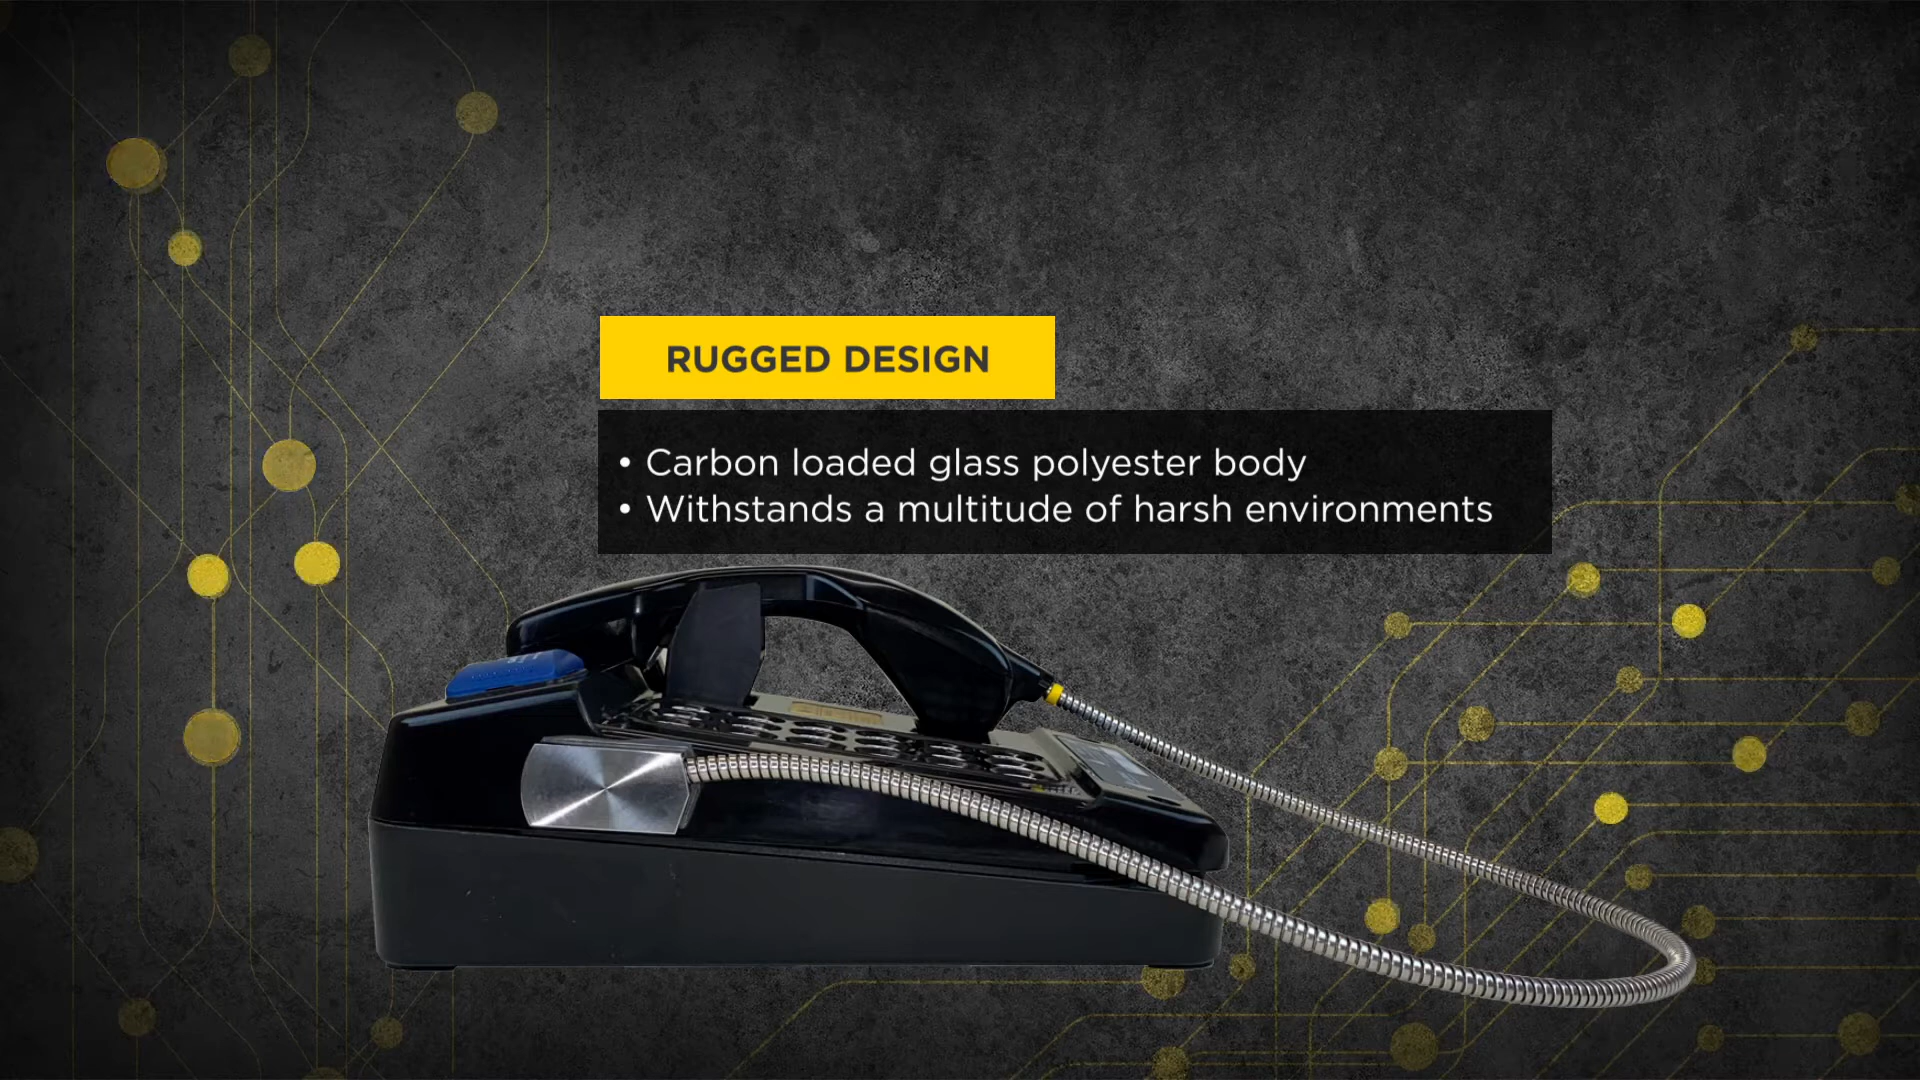 RUGGED DESIGN
• Carbon loaded glass polyester body
• Withstands a multitude of harsh environments